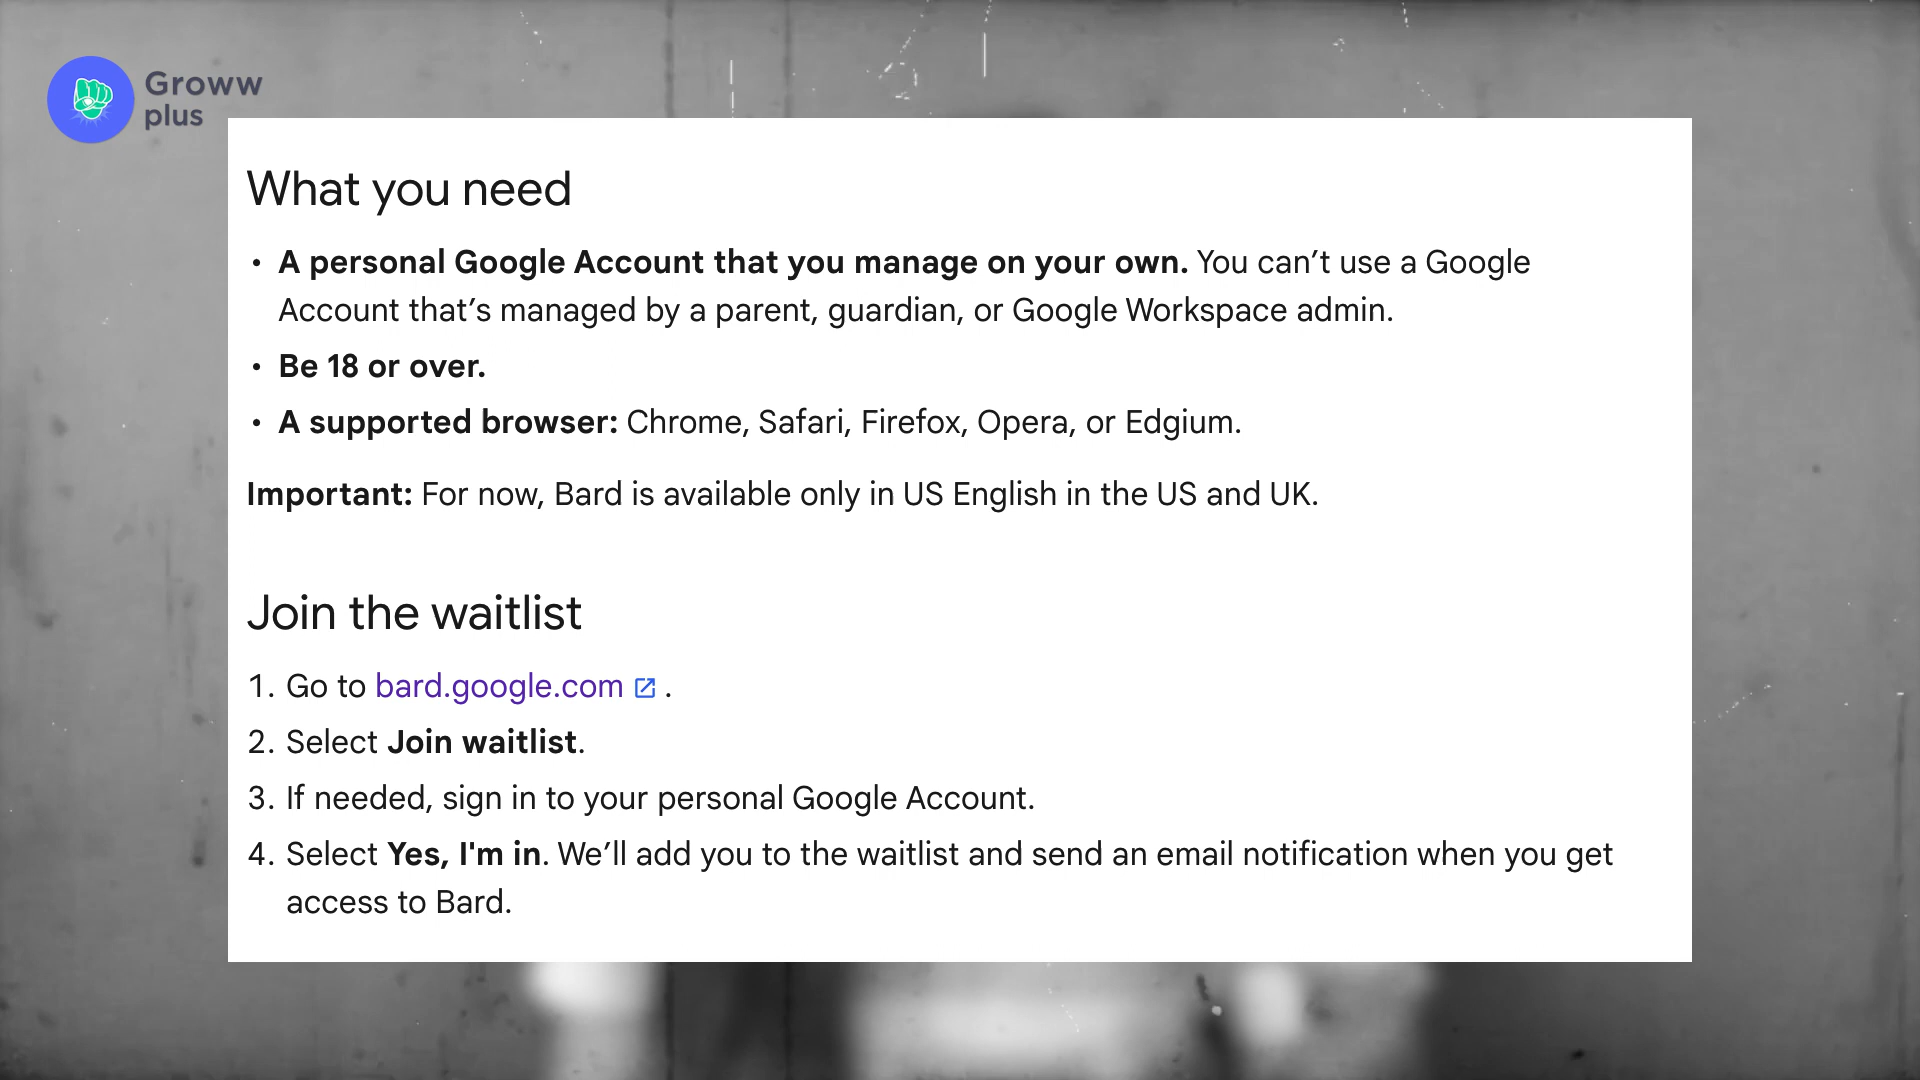 Groww
plus
What you need
• A personal Google Account that you manage on your own. You can’t use a Google
Account that’s managed by a parent, guardian, or Google Workspace admin.
• Be 18 or over.
• A supported browser: Chrome, Safari, Firefox, Opera, or Edgium.
Important: For now, Bard is available only in US English in the US and UK.
Join the waitlist
1. Go to bard.google.com .
2. Select Join waitlist.
3. If needed, sign in to your personal Google Account.
4. Select Yes, I'm in. We’ll add you to the waitlist and send an email notification when you get
access to Bard.